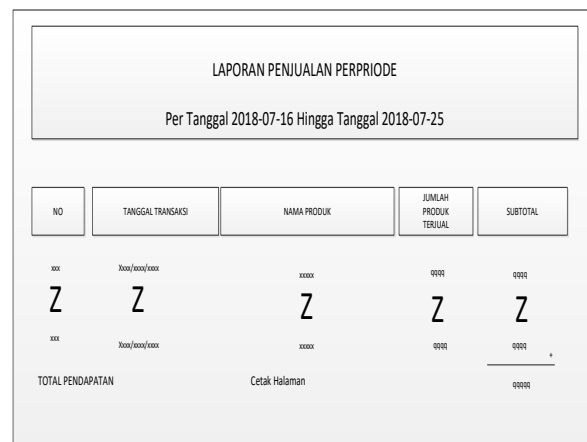 LAPORAN PENJUALAN PERPRIODE
Per Tanggal 2018-07-16 Hingga Tanggal 2018-07-25
NO TANGGAL TRANSAKSI NAMA PRODUK JUMLAH PRODUK TERJUAL SUBTOTAL
xxx Xxxx/xxxx/xxxx xxxxx qqqq qqqq
Z Z Z Z Z
xxx Xxxx/xxxx/xxxx xxxxx qqqq qqqq
+
TOTAL PENDAPATAN Cetak Halaman qqqqq